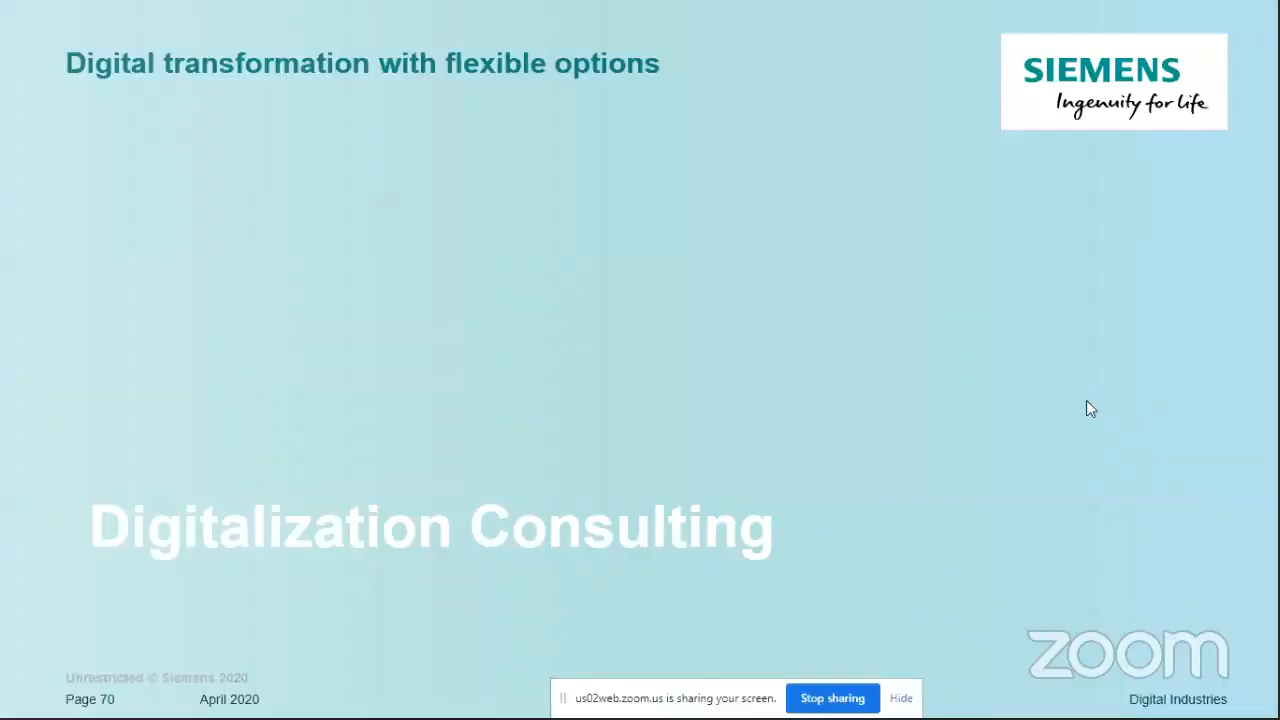 Digital transformation with flexible options
SIEMENS
Ingenuity for life
Digitalization Consulting
zoom
Unrestricted © Siemens 2020
Page 70 April 2020
us02web.zoom.us is sharing your screen. Stop sharing Hide
Digital Industries